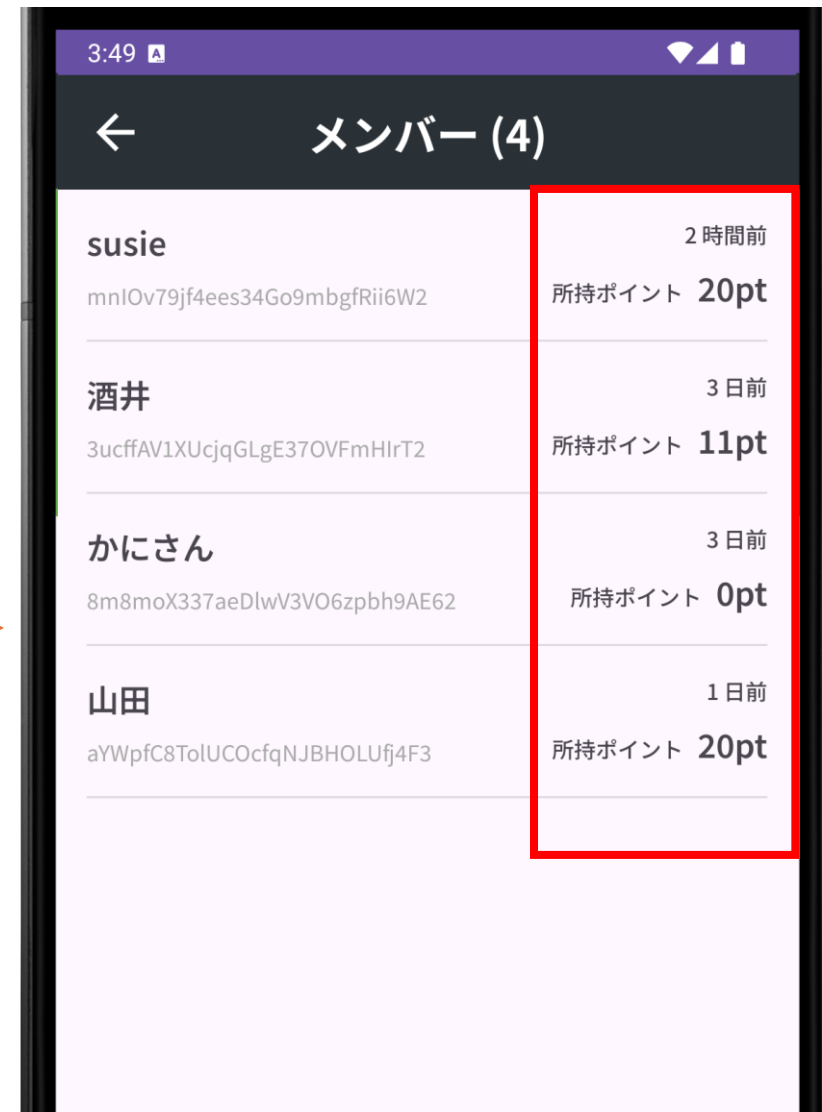 3:49 A
メンバー (4)
susie
2 時間前
mnIOv79jf4ees34Go9mbgfRii6W2
所持ポイント 20pt
酒井
3 日前
3ucffAV1XUcjqGLgE37OVFmHIrT2
所持ポイント 11pt
かにさん
3 日前
8m8moX337aeDlwV3VO6zpbh9AE62
所持ポイント 0pt
山田
1 日前
aYWpfC8TolUCOcfqNJBHOLUfj4F3
所持ポイント 20pt